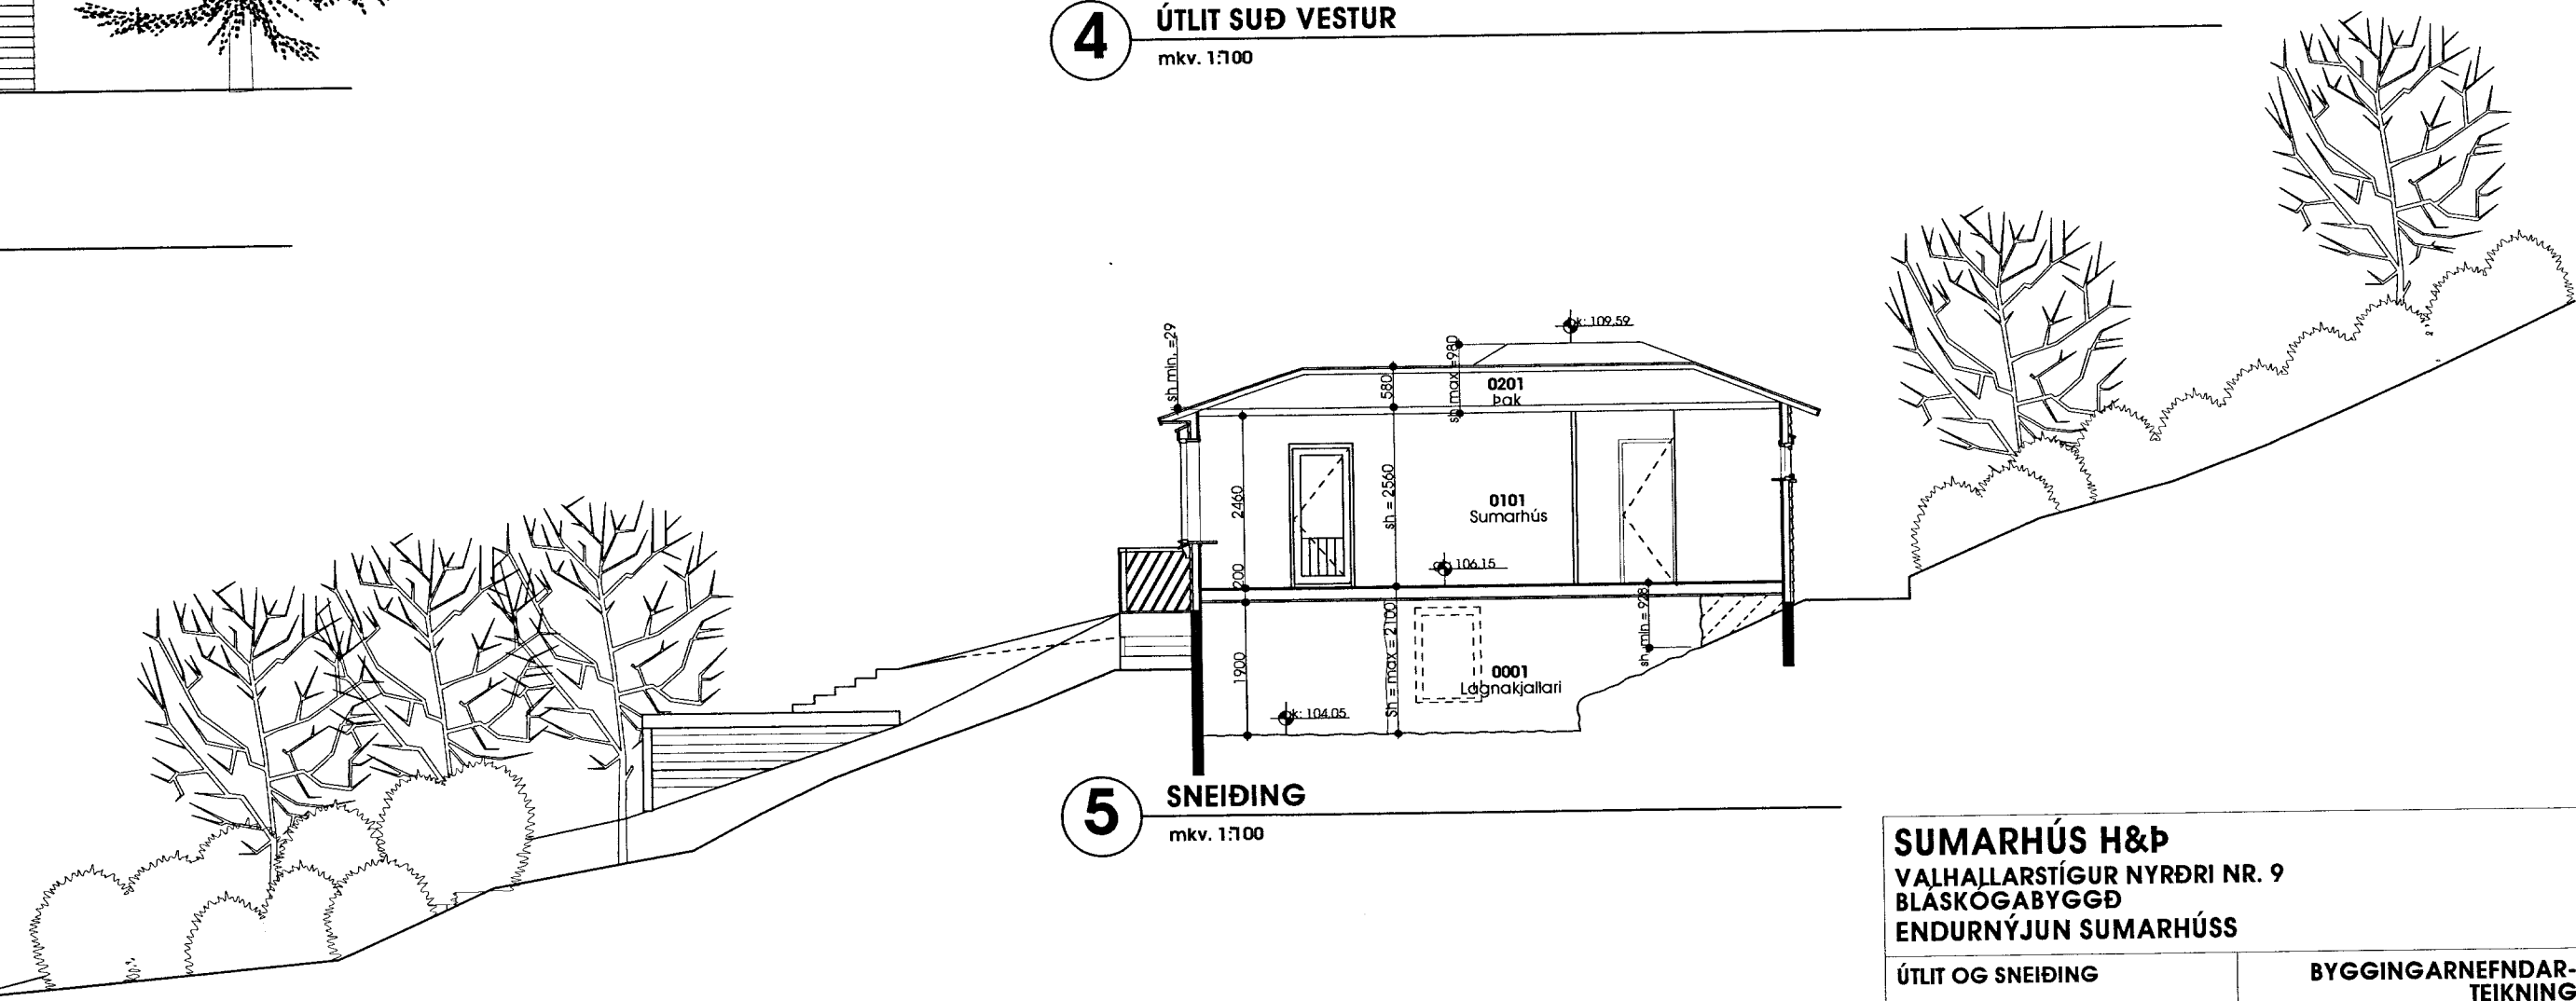 4
ÚTLIT SUÐ VESTUR
mkv. 1:100
sh min. =29
k: 109.59
580
sh max =980
0201
Þak
2460
sh = 2560
0101
Sumarhús
106.15
200
sh min = 928
1900
Sh = max = 2100
0001
Lagnakjallari
k: 104.05
5
SNEIÐING
mkv. 1:100
SUMARHÚS H&Þ
VALHALLARSTÍGUR NYRÐRI NR. 9
BLÁSKÓGABYGGÐ
ENDURNÝJUN SUMARHÚSS
ÚTLIT OG SNEIÐING
BYGGINGARNEFNDAR-
TEIKNING